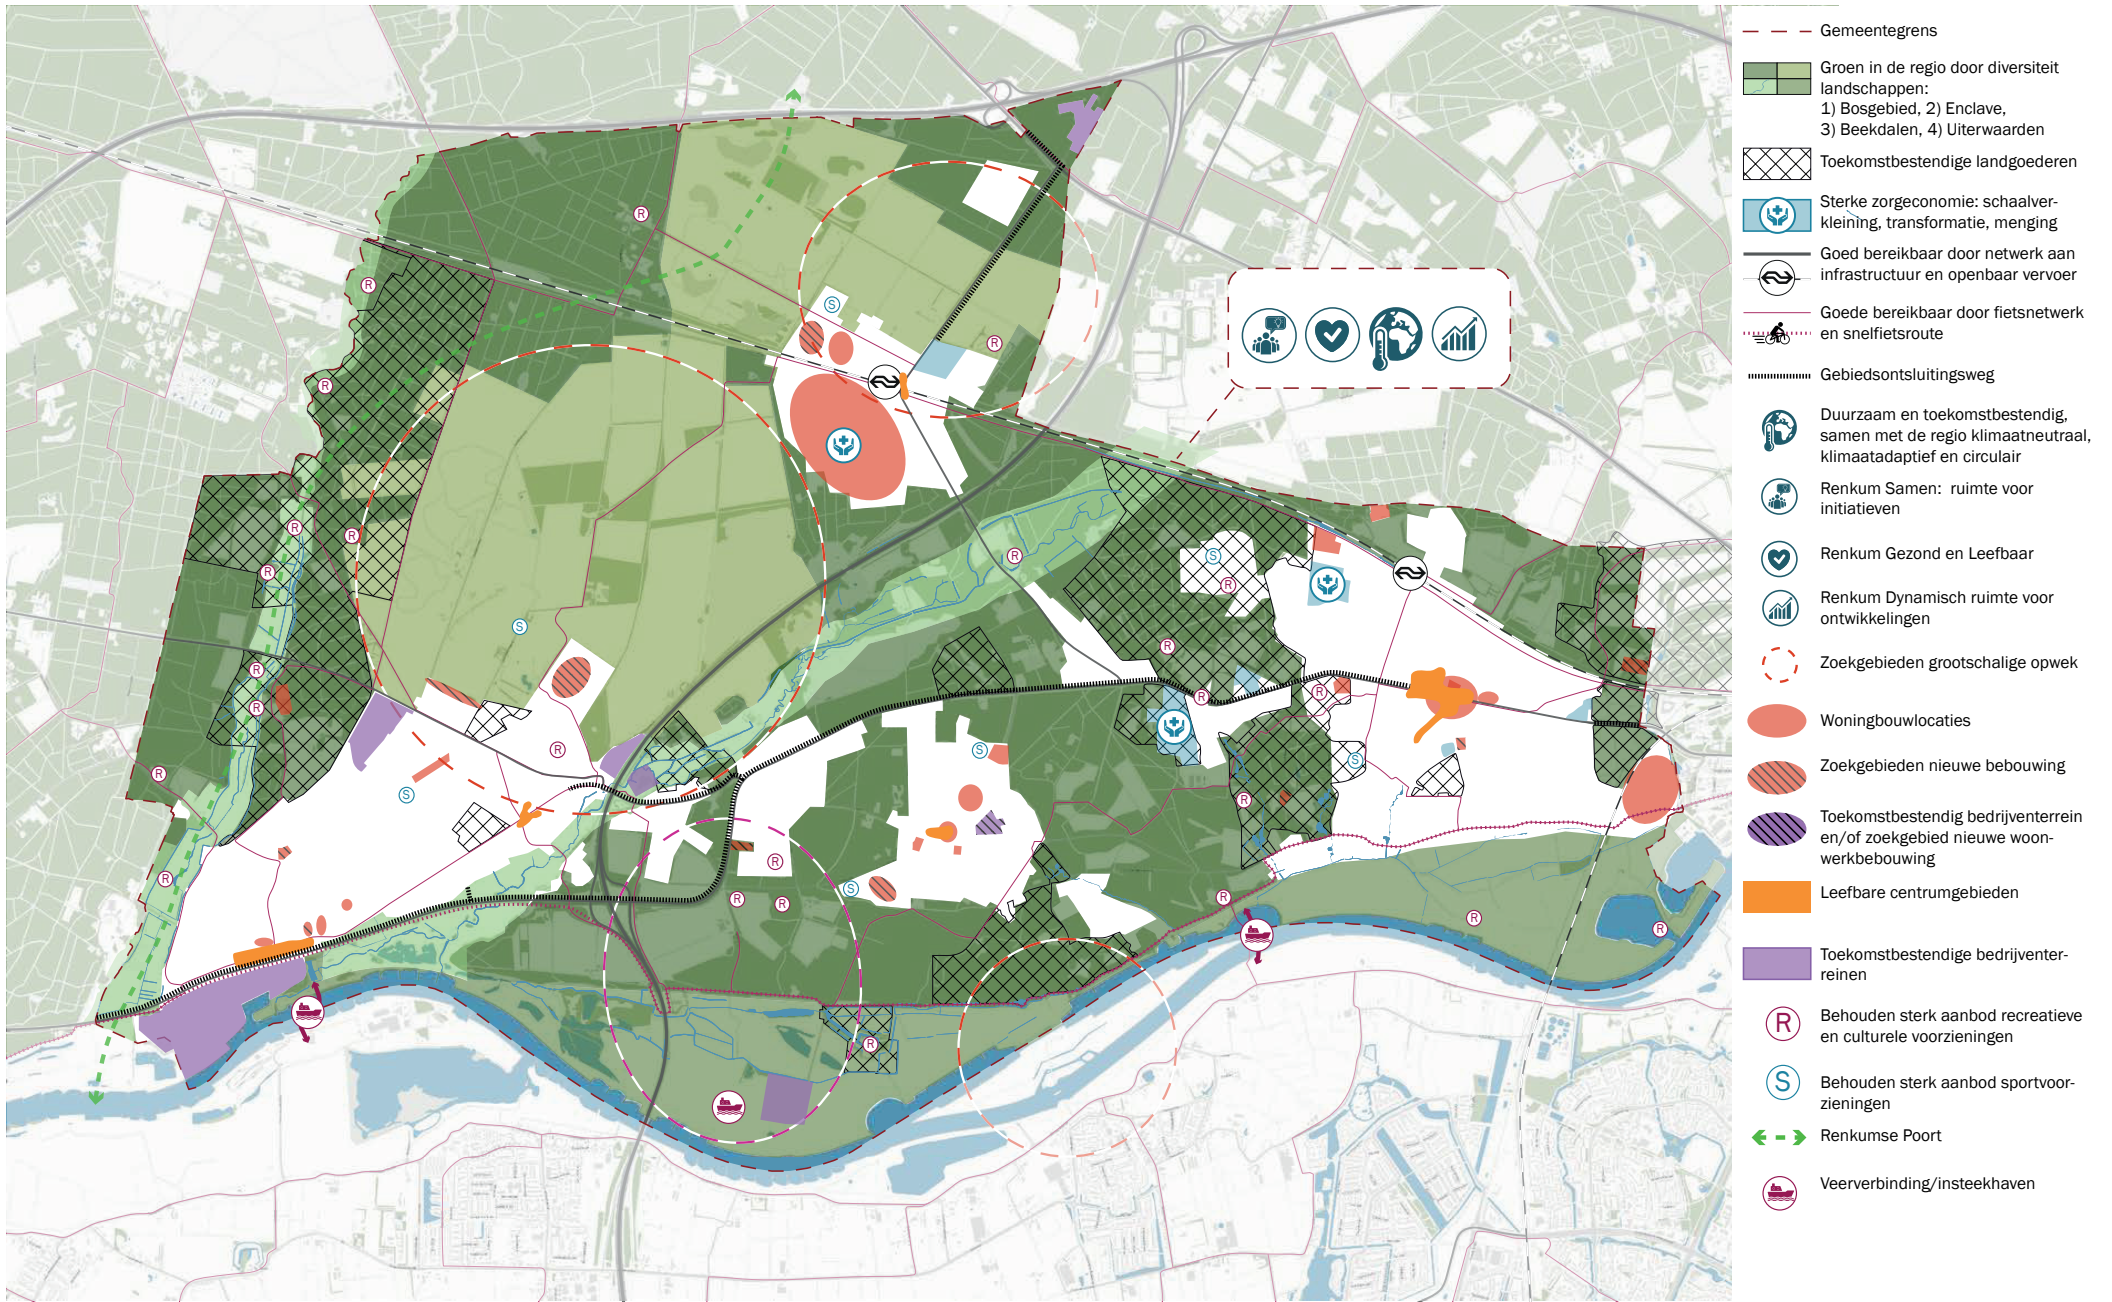 Gemeentegrens
Groen in de regio door diversiteit
landschappen:
1) Bosgebied, 2) Enclave,
3) Beekdalen, 4) Uiterwaarden
Toekomstbestendige landgoederen
Sterke zorgeconomie: schaalver-
kleining, transformatie, menging
Goed bereikbaar door netwerk aan
infrastructuur en openbaar vervoer
Goede bereikbaar door fietsnetwerk
en snelfietsroute
Gebiedsontsluitingsweg
Duurzaam en toekomstbestendig,
samen met de regio klimaatneutraal,
klimaatadaptief en circulair
Renkum Samen: ruimte voor
initiatieven
Renkum Gezond en Leefbaar
Renkum Dynamisch ruimte voor
ontwikkelingen
Zoekgebieden grootschalige opwek
Woningbouwlocaties
Zoekgebieden nieuwe bebouwing
Toekomstbestendig bedrijventerrein
en/of zoekgebied nieuwe woon-
werkbebouwing
Leefbare centrumgebieden
Toekomstbestendige bedrijventer-
reinen
R
Behouden sterk aanbod recreatieve
en culturele voorzieningen
S
Behouden sterk aanbod sportvoor-
zieningen
Renkumse Poort
Veerverbinding/insteekhaven